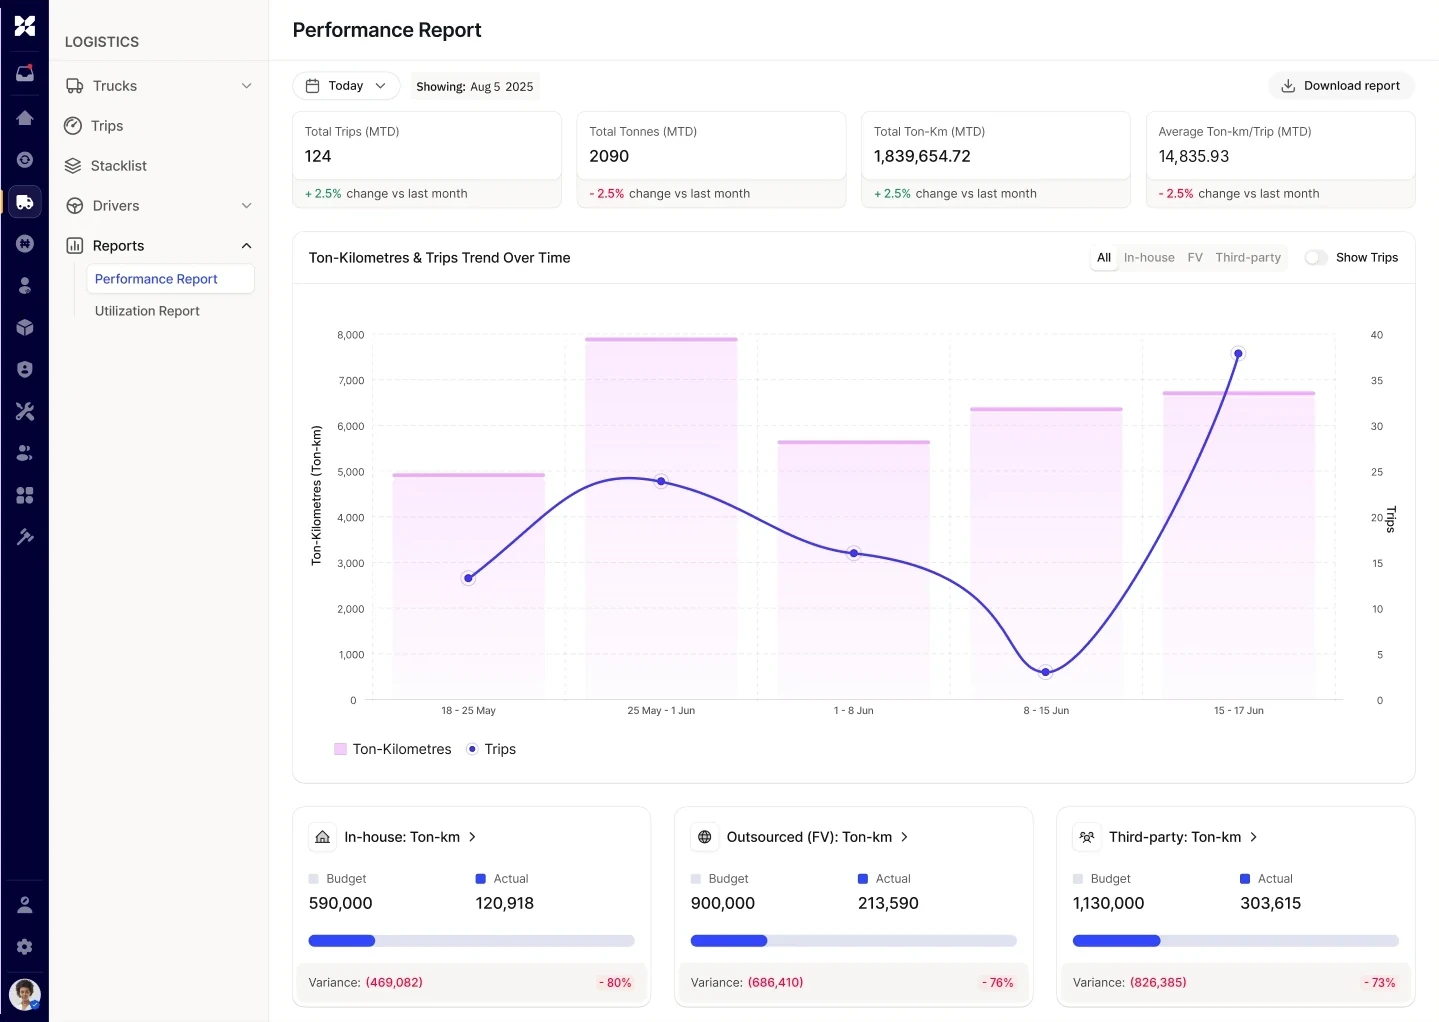 Performance Report
LOGISTICS
Trucks
Trips
Stacklist
Drivers
Reports
Performance Report
Utilization Report
Today
Showing: Aug 5 2025
Download report
Total Trips (MTD)
124
+ 2.5% change vs last month
Total Tonnes (MTD)
2090
- 2.5% change vs last month
Total Ton-Km (MTD)
1,839,654.72
+ 2.5% change vs last month
Average Ton-km/Trip (MTD)
14,835.93
- 2.5% change vs last month
Ton-Kilometres & Trips Trend Over Time
All In-house FV Third-party
Show Trips
Ton-Kilometres (Ton-km)
8,000
7,000
6,000
5,000
4,000
3,000
2,000
1,000
0
40
35
30
25
20
15
10
5
0
Trips
18 - 25 May
25 May - 1 Jun
1 - 8 Jun
8 - 15 Jun
15 - 17 Jun
Ton-Kilometres
Trips
In-house: Ton-km
Budget
590,000
Actual
120,918
Variance: (469,082)
- 80%
Outsourced (FV): Ton-km
Budget
900,000
Actual
213,590
Variance: (686,410)
- 76%
Third-party: Ton-km
Budget
1,130,000
Actual
303,615
Variance: (826,385)
- 73%